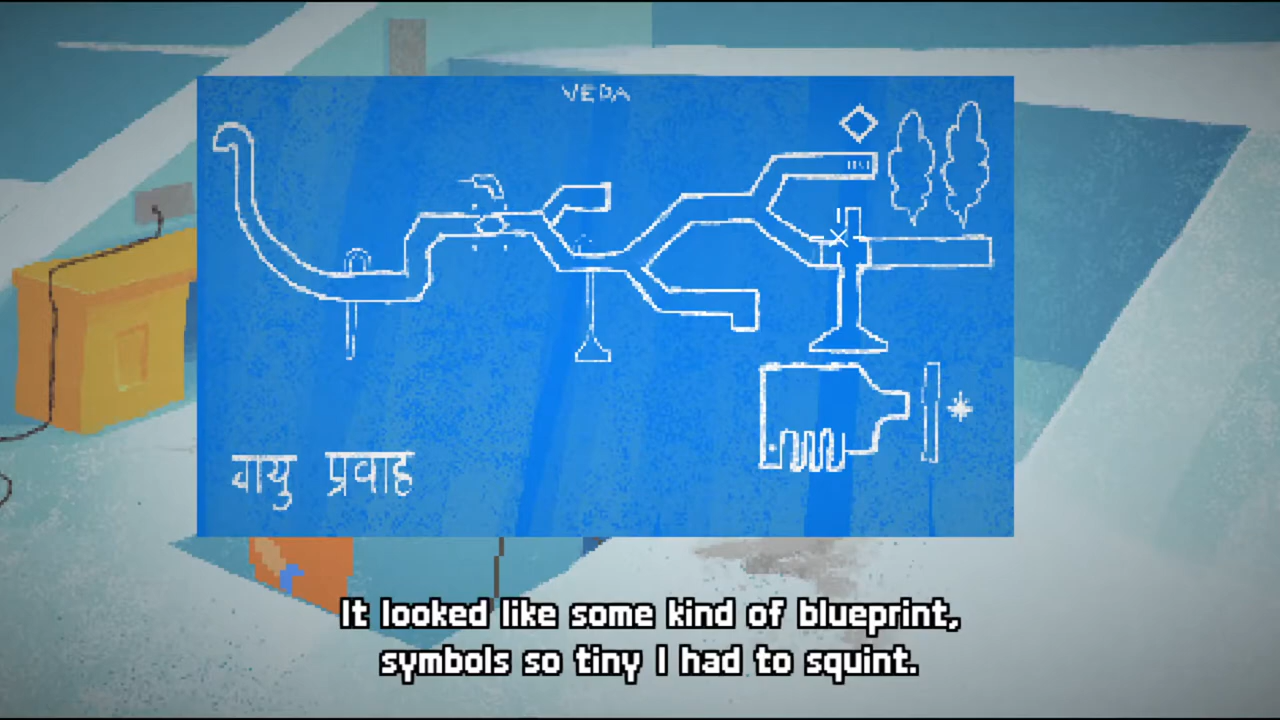 VEDA
वायु प्रवाह
It looked like some kind of blueprint,
symbols so tiny I had to squint.